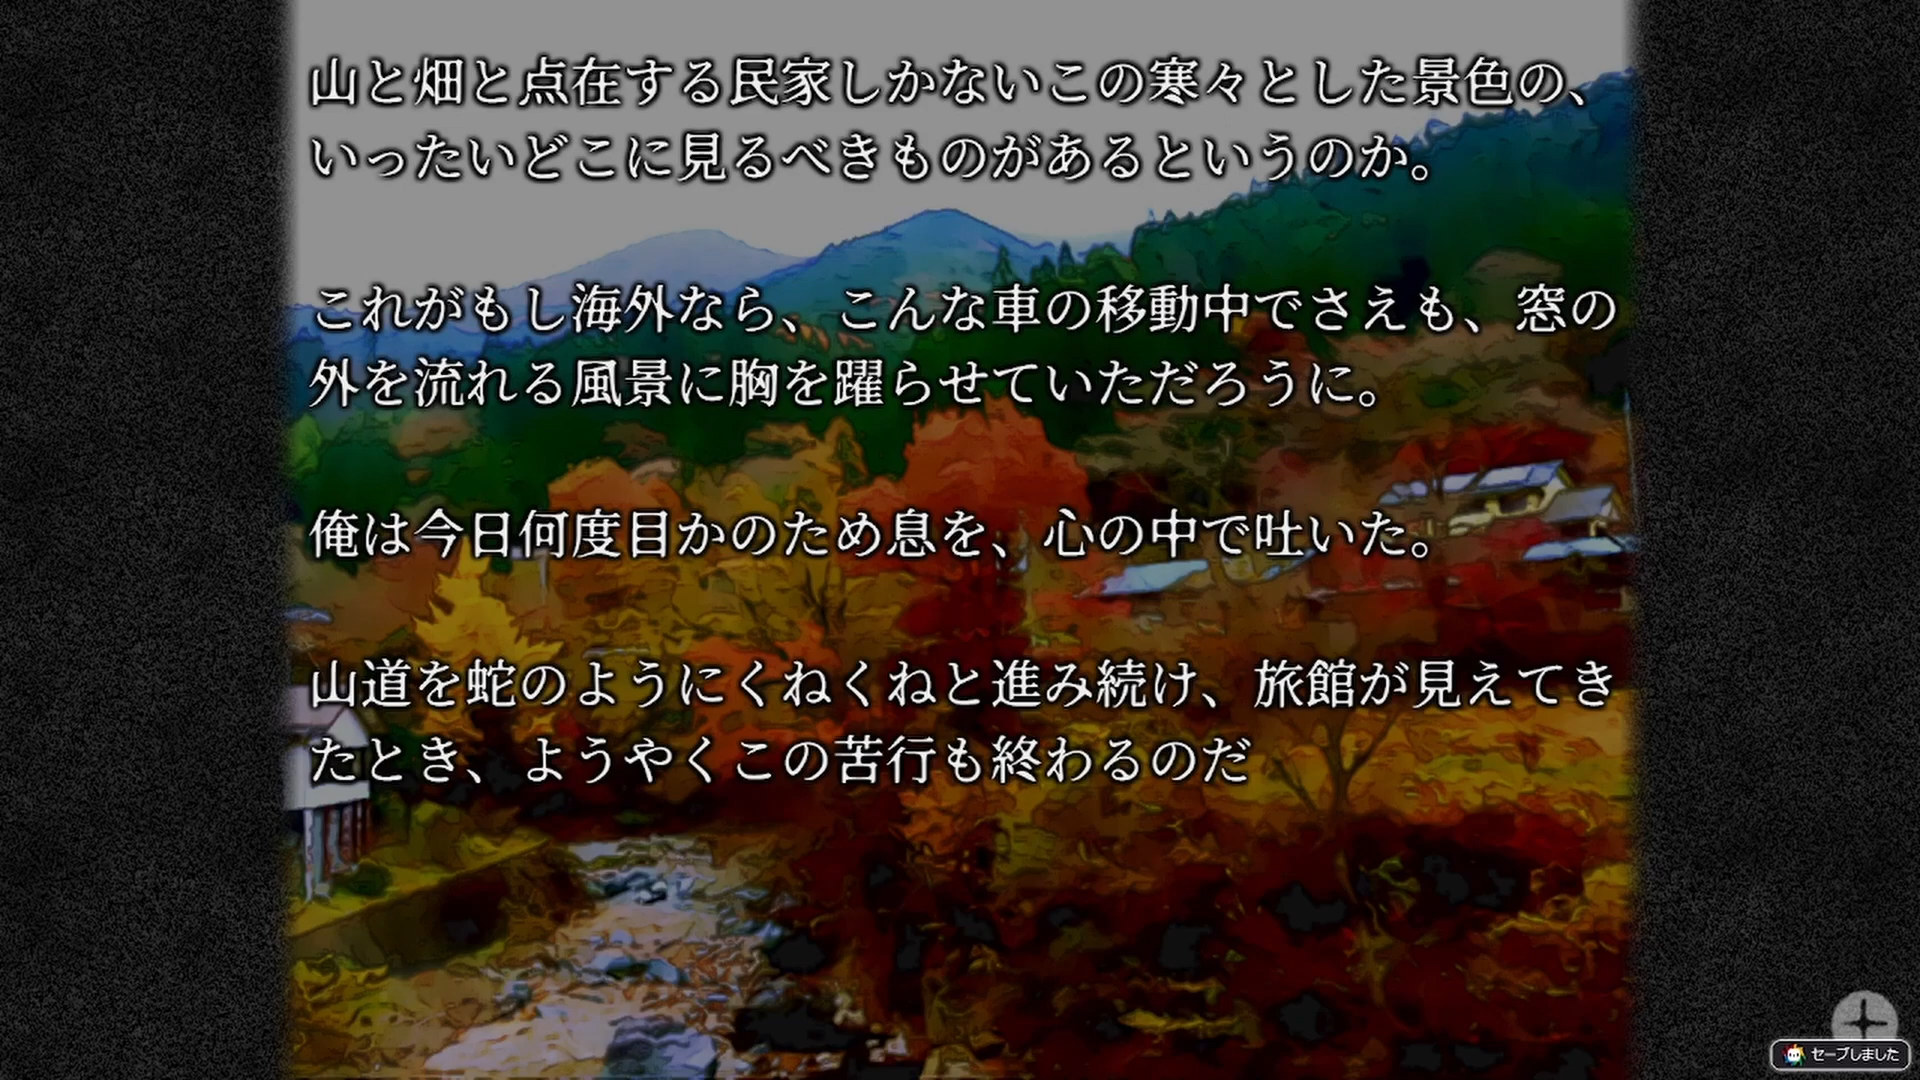 山と畑と点在する民家しかないこの寒々とした景色の、
いったいどこに見るべきものがあるというのか。
これがもし海外なら、こんな車の移動中でさえも、窓の
外を流れる風景に胸を躍らせていただろうに。
俺は今日何度目かのため息を、心の中で吐いた。
山道を蛇のようにくねくねと進み続け、旅館が見えてき
たとき、ようやくこの苦行も終わるのだ
セーブしました